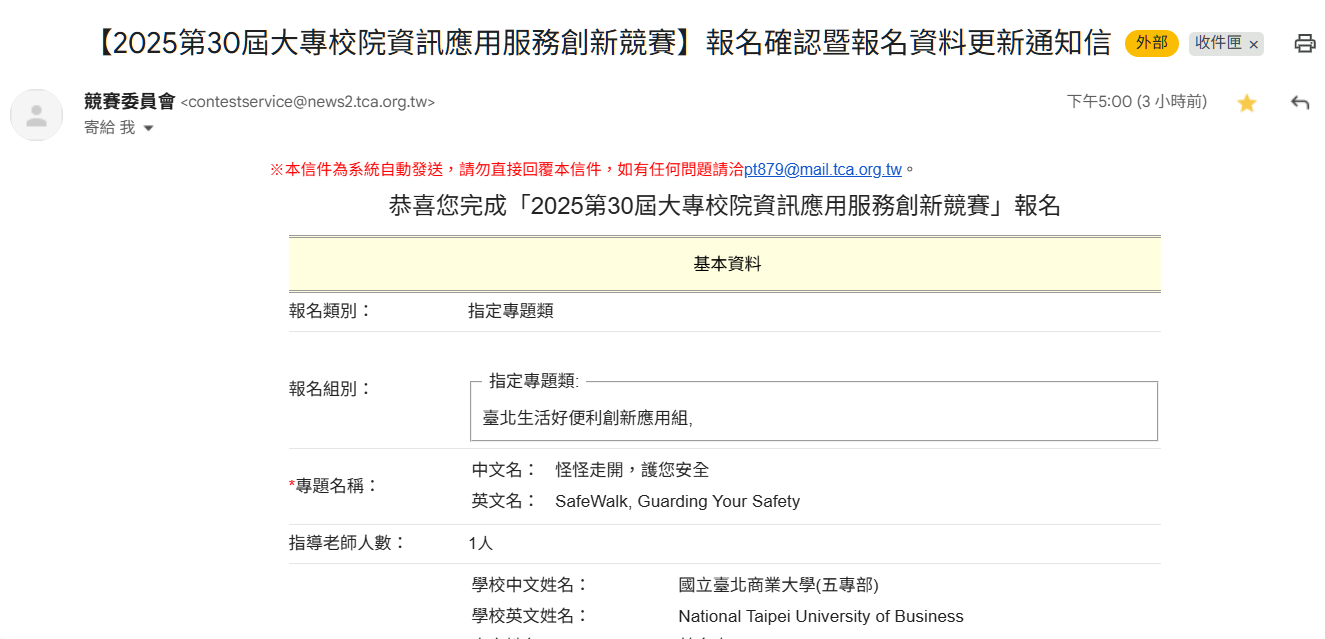 【2025第30屆大專校院資訊應用服務創新競賽】報名確認暨報名資料更新通知信 外部 收件匣 ×
競賽委員會 <contestservice@news2.tca.org.tw> 下午5:00 (3 小時前)
寄給 我
※本信件為系統自動發送，請勿直接回覆本信件，如有任何問題請洽pt879@mail.tca.org.tw。
恭喜您完成「2025第30屆大專校院資訊應用服務創新競賽」報名
基本資料
報名類別： 指定專題類
報名組別： 指定專題類:
臺北生活好便利創新應用組,
*專題名稱： 中文名： 怪怪走開，護您安全
英文名： SafeWalk, Guarding Your Safety
指導老師人數： 1人
學校中文姓名： 國立臺北商業大學(五專部)
學校英文姓名： National Taipei University of Business